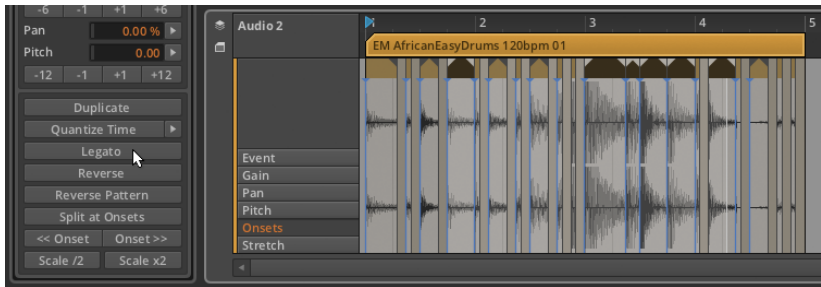 -6 -1 +1 +6
Pan 0.00 %
Pitch 0.00
-12 -1 +1 +12
Duplicate
Quantize Time
Legato
Reverse
Reverse Pattern
Split at Onsets
<< Onset Onset >>
Scale /2 Scale x2
Audio 2
2 3 4 5
EM AfricanEasyDrums 120bpm 01
Event
Gain
Pan
Pitch
Onsets
Stretch